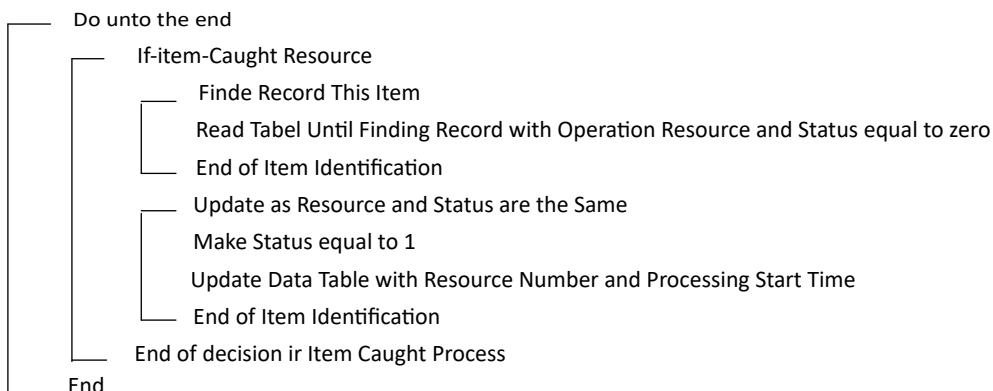 Do unto the end
If-item-Caught Resource
Finde Record This Item
Read Tabel Until Finding Record with Operation Resource and Status equal to zero
End of Item Identification
Update as Resource and Status are the Same
Make Status equal to 1
Update Data Table with Resource Number and Processing Start Time
End of Item Identification
End of decision ir Item Caught Process
End